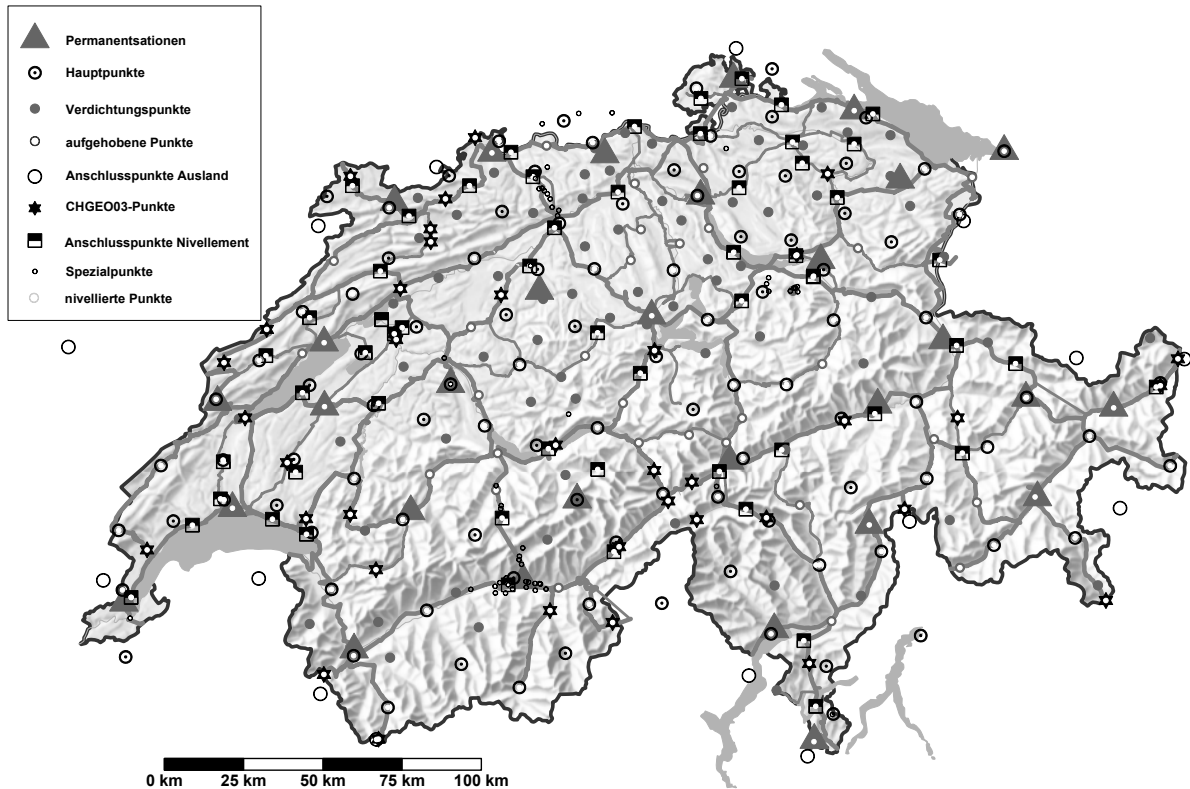 Permanentsationen
Hauptpunkte
Verdichtungspunkte
aufgehobene Punkte
Anschlusspunkte Ausland
CHGEO03-Punkte
Anschlusspunkte Nivellement
Spezialpunkte
nivellierte Punkte
0 km 25 km 50 km 75 km 100 km